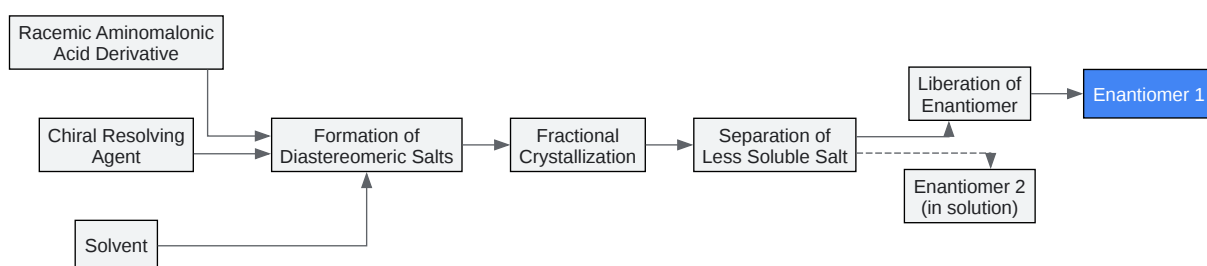 Racemic Aminomalonic
Acid Derivative
Chiral Resolving
Agent
Solvent
Formation of
Diastereomeric Salts
Fractional
Crystallization
Separation of
Less Soluble Salt
Liberation of
Enantiomer
Enantiomer 1
Enantiomer 2
(in solution)